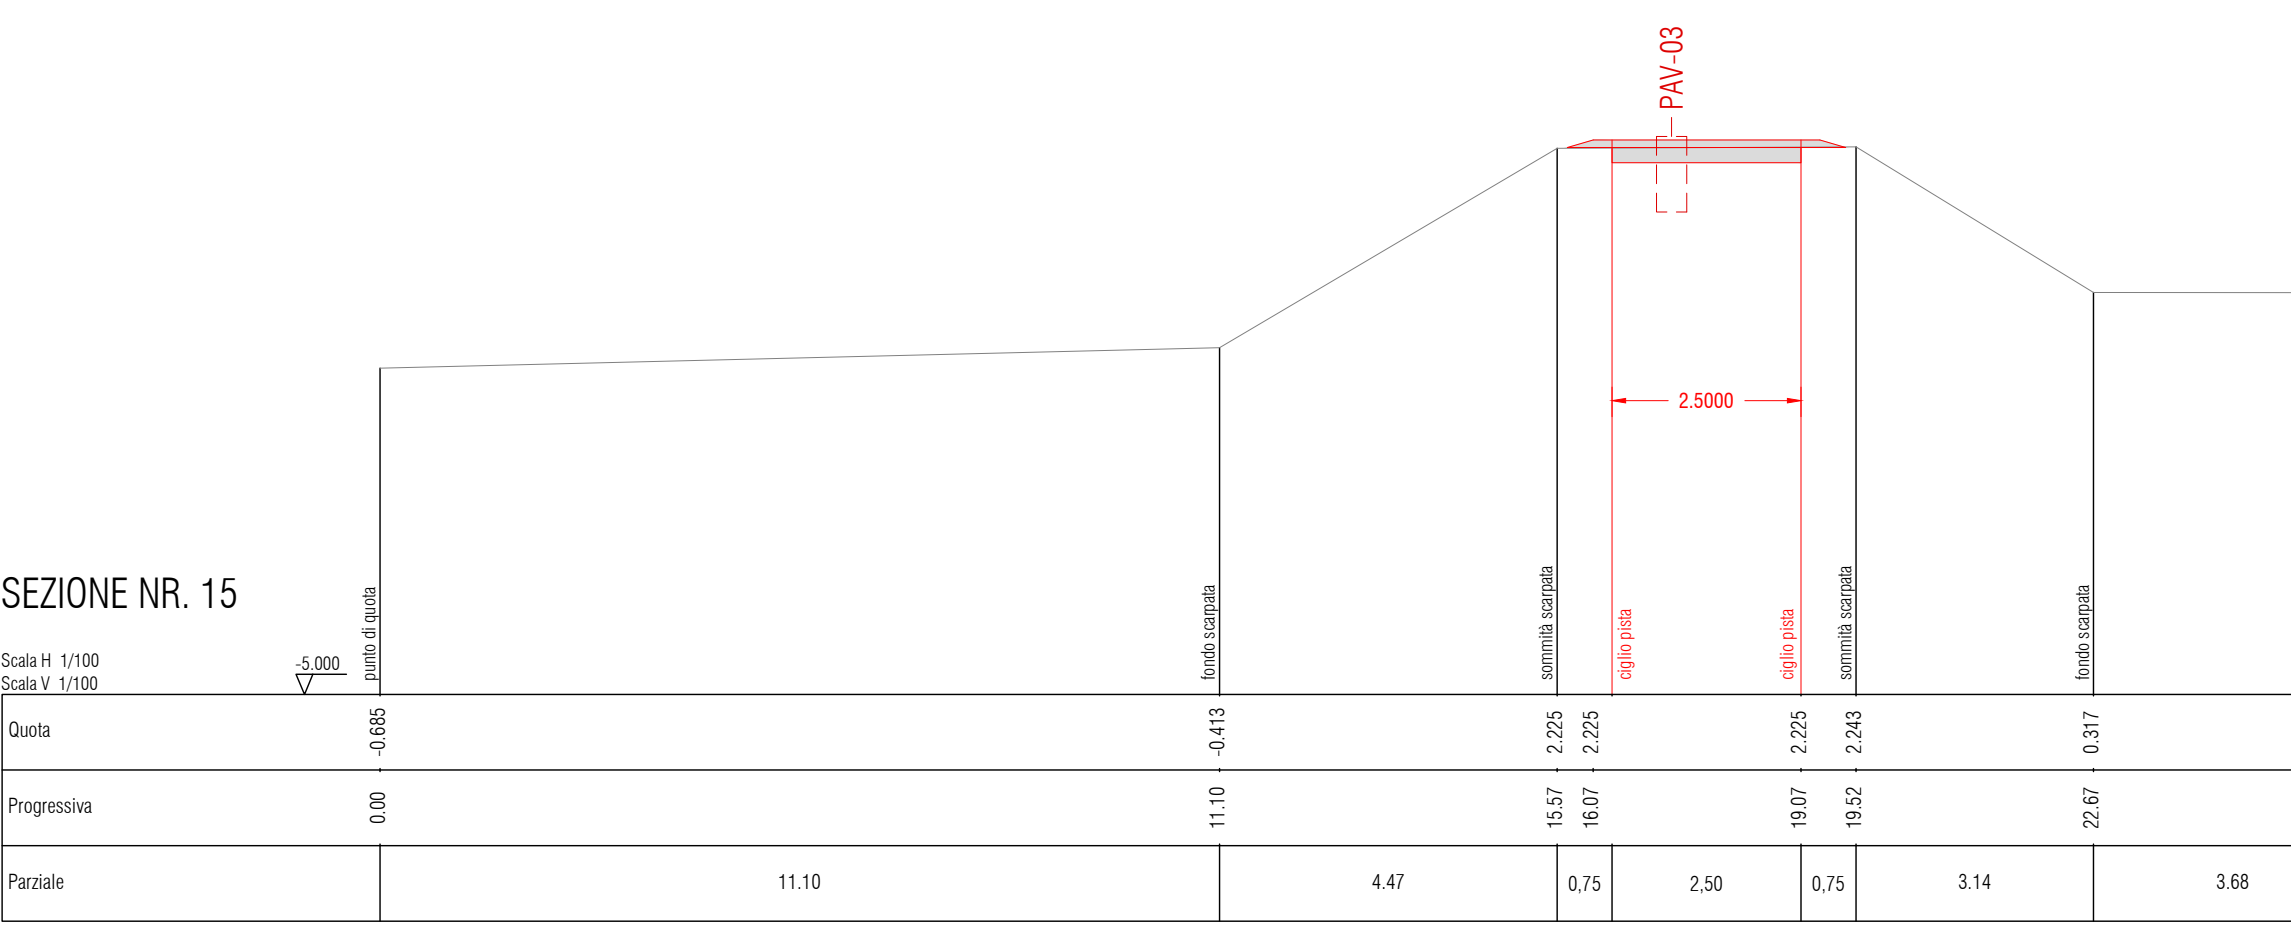 PAV-03
2.5000
SEZIONE NR. 15
Scala H 1/100
Scala V 1/100
-5.000
punto di quota
fondo scarpata
sommità scarpata
ciglio pista
ciglio pista
sommità scarpata
fondo scarpata
Quota -0.685 -0.413 2.225 2.225 2.225 2.243 0.317
Progressiva 0.00 11.10 15.57 16.07 19.07 19.52 22.67
Parziale 11.10 4.47 0,75 2,50 0,75 3.14 3.68